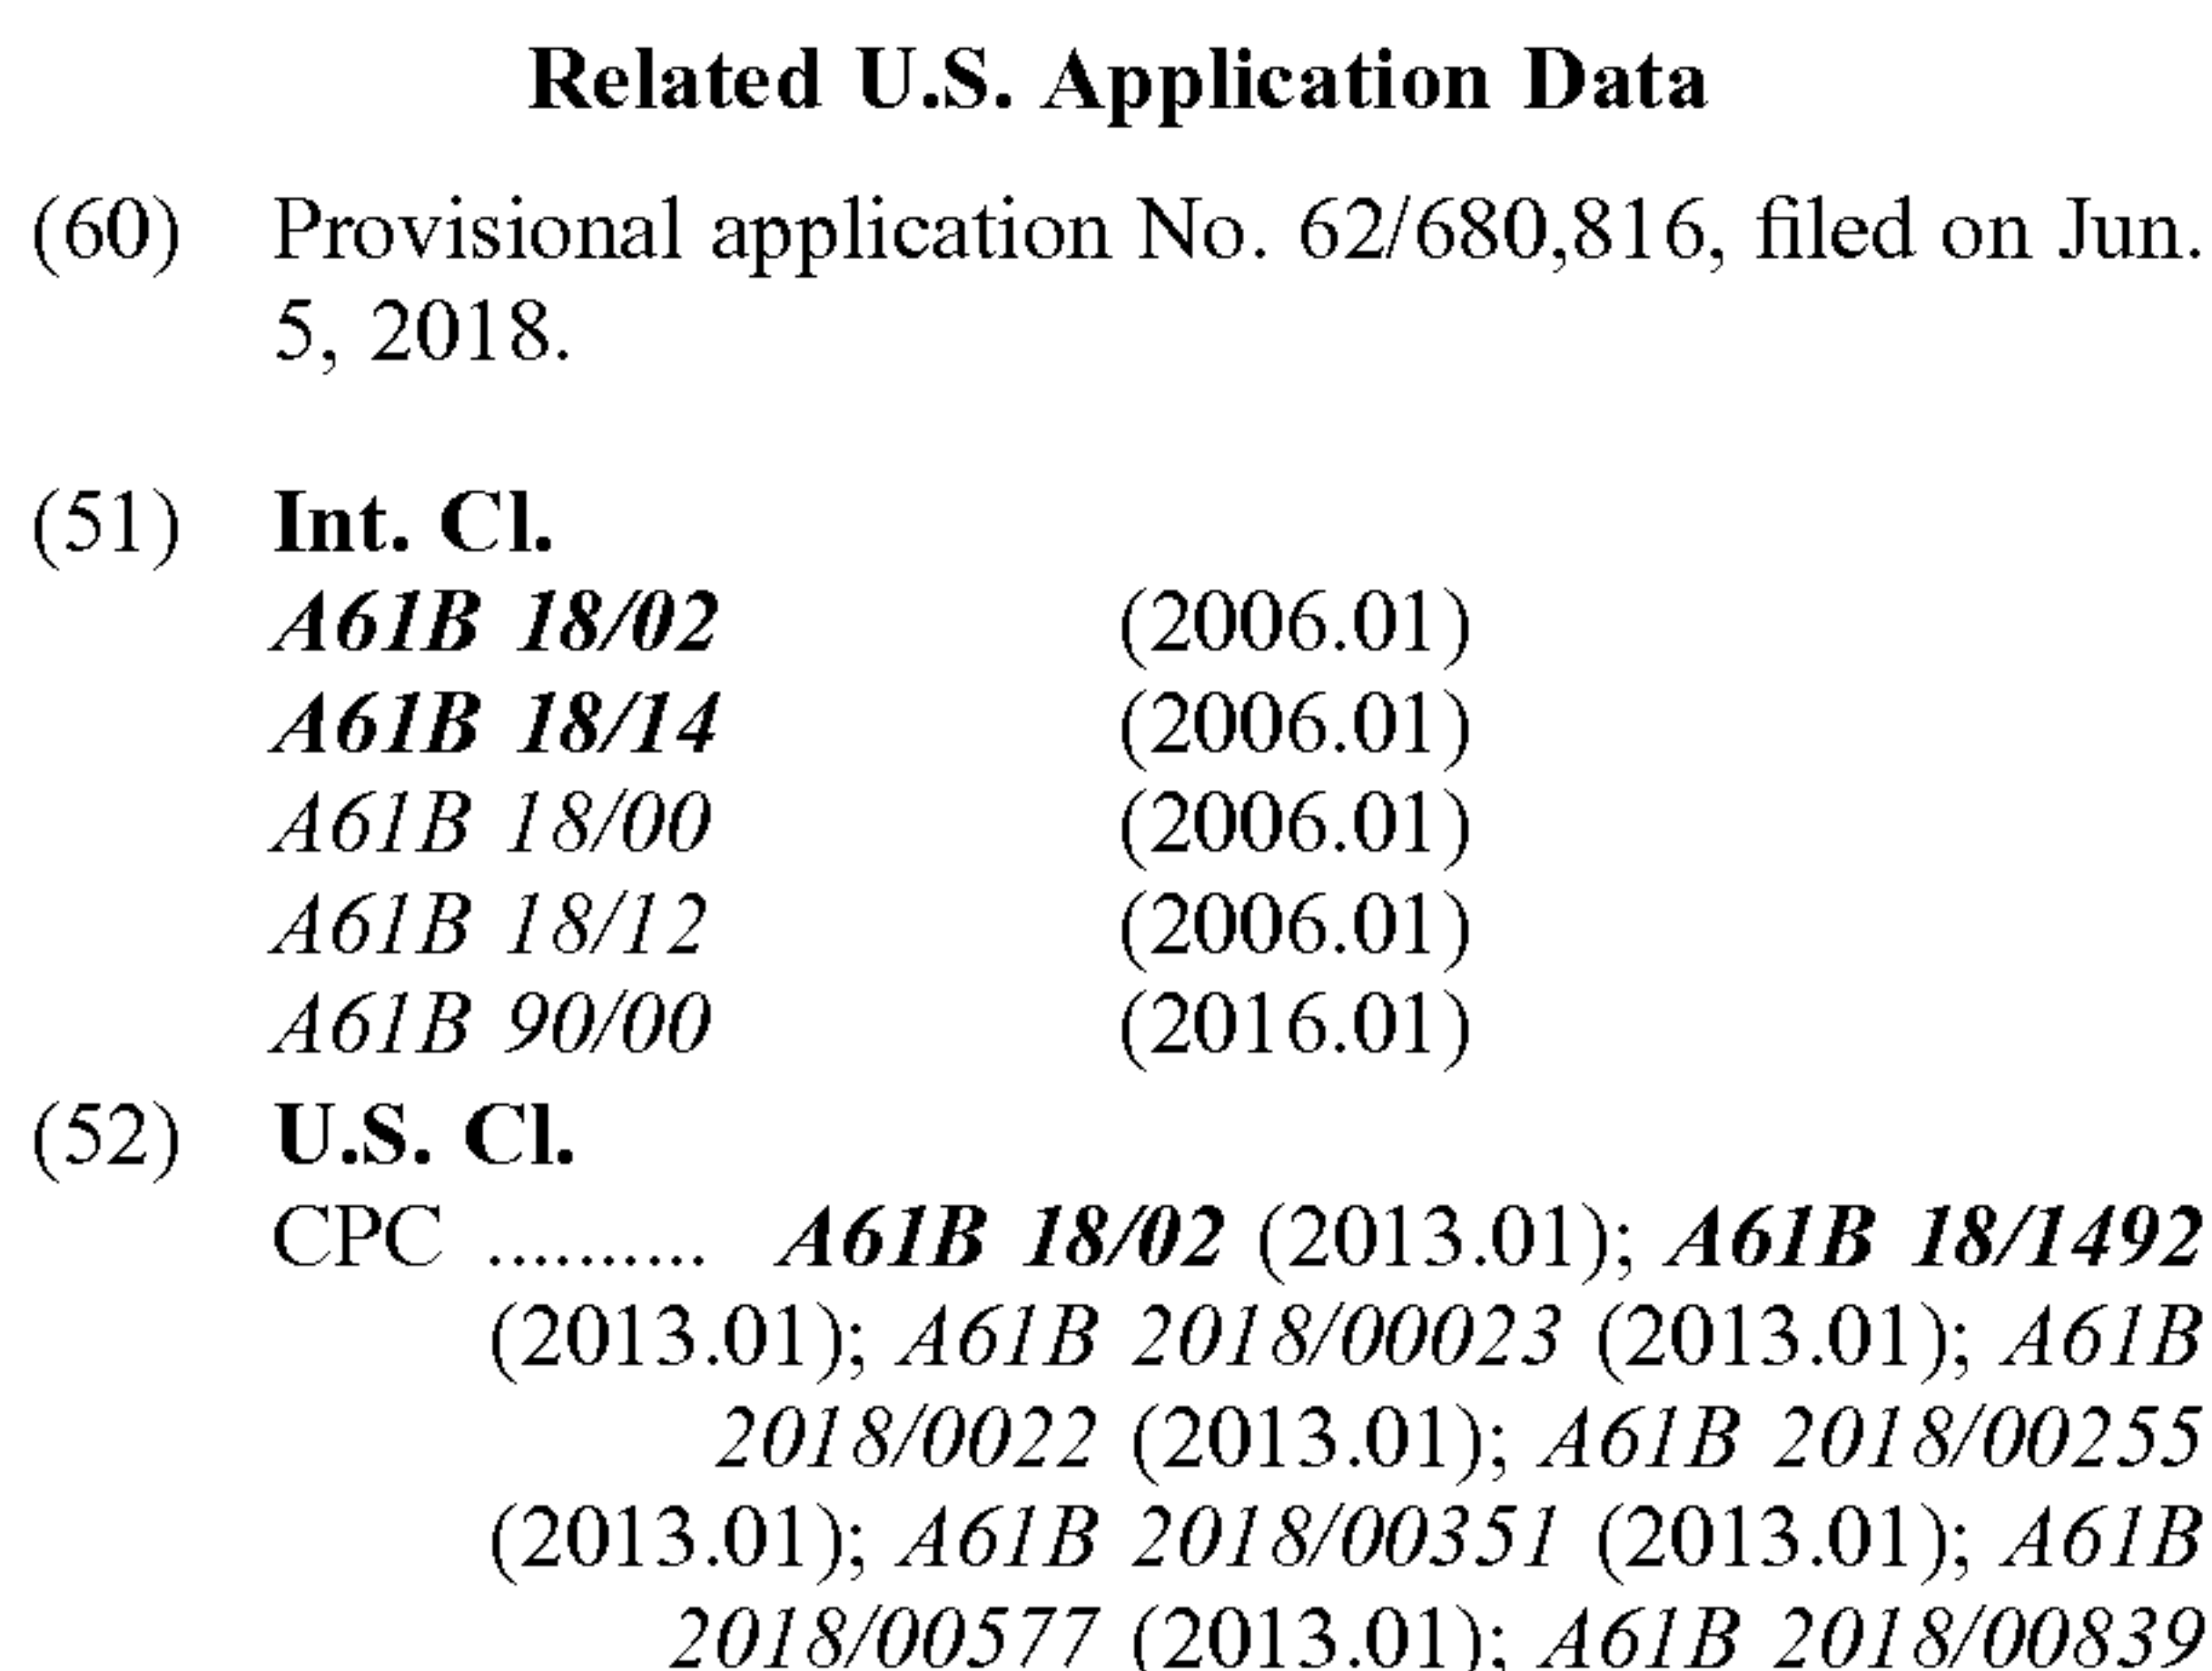 Related U.S. Application Data
(60) Provisional application No. 62/680,816, filed on Jun.
5, 2018.
(51) Int. Cl.
A61B 18/02 (2006.01)
A61B 18/14 (2006.01)
A61B 18/00 (2006.01)
A61B 18/12 (2006.01)
A61B 90/00 (2016.01)
(52) U.S. Cl.
CPC .......... A61B 18/02 (2013.01); A61B 18/1492
(2013.01); A61B 2018/00023 (2013.01); A61B
2018/0022 (2013.01); A61B 2018/00255
(2013.01); A61B 2018/00351 (2013.01); A61B
2018/00577 (2013.01); A61B 2018/00839